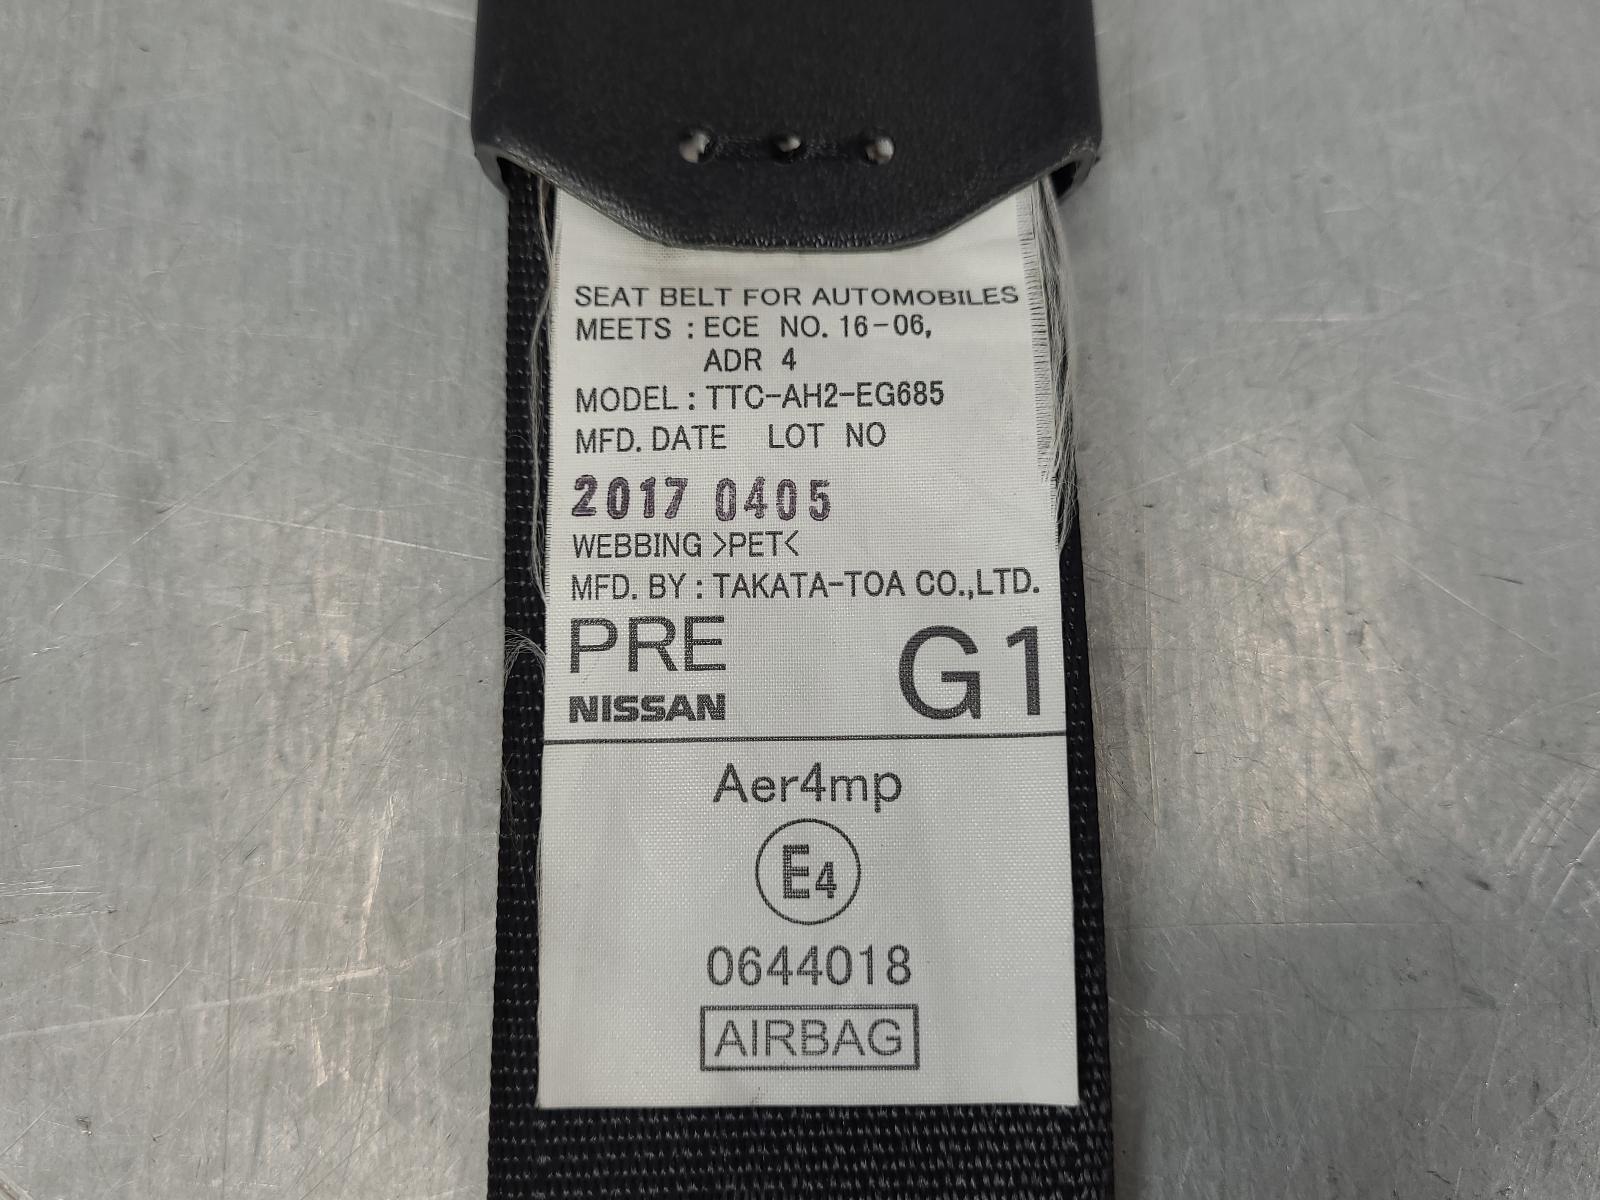 SEAT BELT FOR AUTOMOBILES
MEETS : ECE NO. 16-06,
ADR 4
MODEL : TTC-AH2-EG685
MFD. DATE LOT NO
2017 0405
WEBBING >PET<
MFD. BY : TAKATA-TOA CO.,LTD.
PRE G1
NISSAN
Aer4mp
E4
0644018
AIRBAG